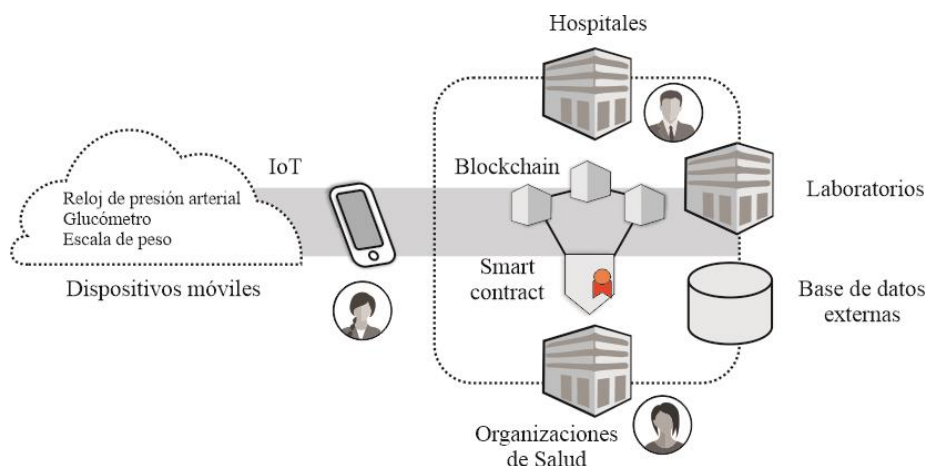 Hospitales
IoT
Blockchain
Reloj de presión arterial
Glucómetro
Escala de peso
Laboratorios
Dispositivos móviles
Smart
contract
Base de datos
externas
Organizaciones
de Salud